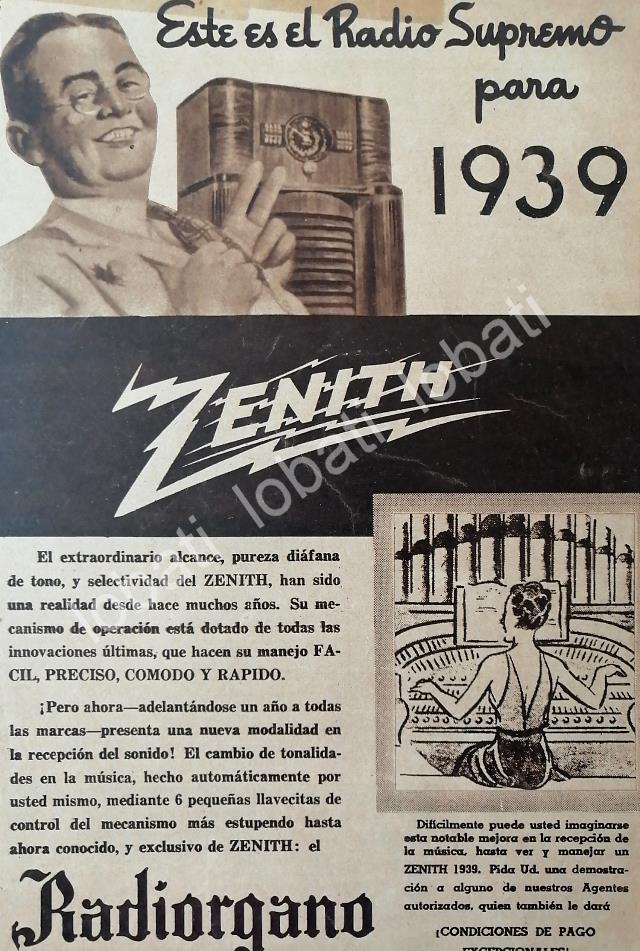 Este es el Radio Supremo
para
1939
ZENITH
lobati lobati lobati lobati
El extraordinario alcance, pureza diáfana
de tono, y selectividad del ZENITH, han sido
una realidad desde hace muchos años. Su me-
canismo de operación está dotado de todas las
innovaciones últimas, que hacen su manejo FA-
CIL, PRECISO, COMODO Y RAPIDO.
¡Pero ahora—adelantándose un año a todas
las marcas—presenta una nueva modalidad en
la recepción del sonido! El cambio de tonalida-
des en la música, hecho automáticamente por
usted mismo, mediante 6 pequeñas llavecitas de
control del mecanismo más estupendo hasta
ahora conocido, y exclusivo de ZENITH: el
Radiorgano
Difícilmente puede usted imaginarse
esta notable mejora en la recepción de
la música, hasta ver y manejar un
ZENITH 1939. Pida Ud. una demostra-
ción a alguno de nuestros Agentes
autorizados, quien también le dará
¡CONDICIONES DE PAGO
EXCEPCIONALES!